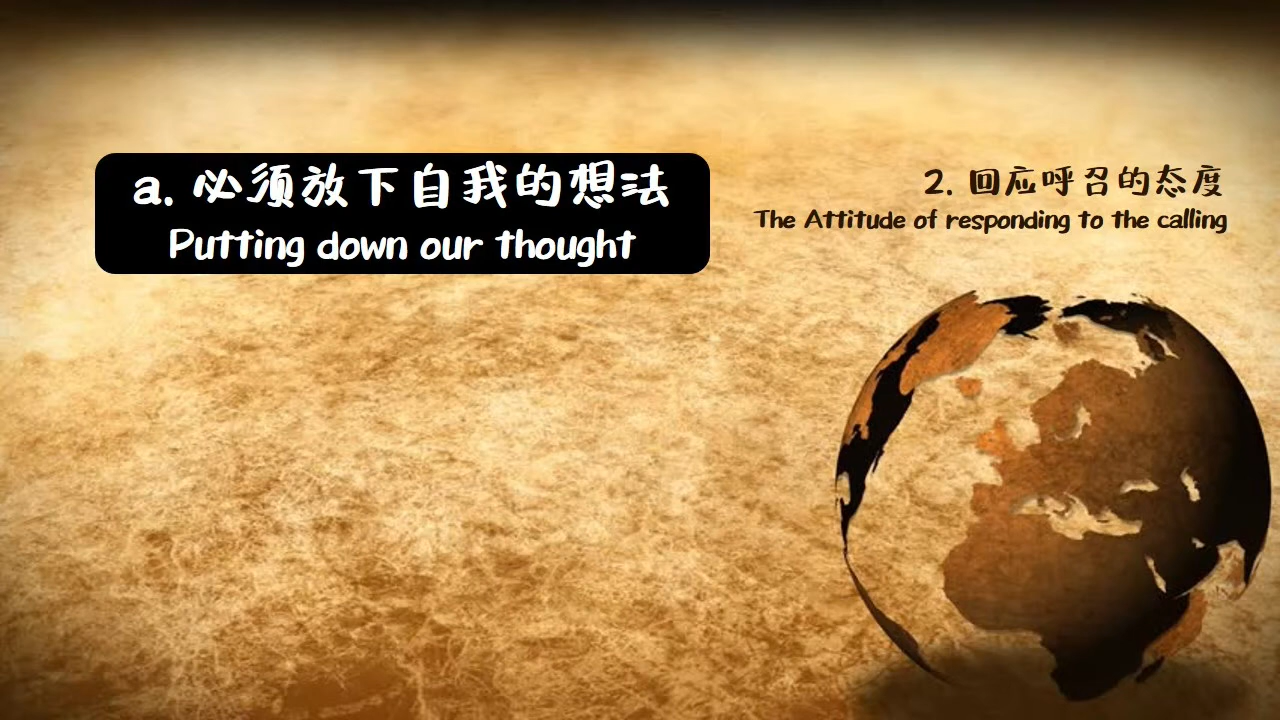 a. 必须放下自我的想法
Putting down our thought
2. 回应呼召的态度
The Attitude of responding to the calling